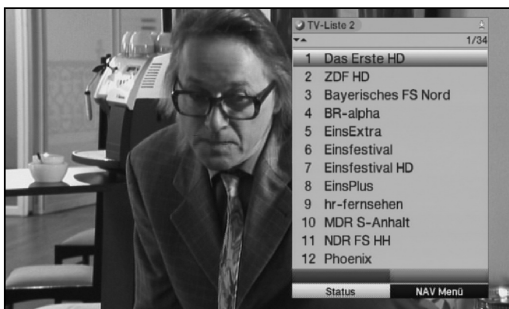 TV-Liste 2
1/34
1 Das Erste HD
2 ZDF HD
3 Bayerisches FS Nord
4 BR-alpha
5 EinsExtra
6 Einsfestival
7 Einsfestival HD
8 EinsPlus
9 hr-fernsehen
10 MDR S-Anhalt
11 NDR FS HH
12 Phoenix
Status NAV Menü